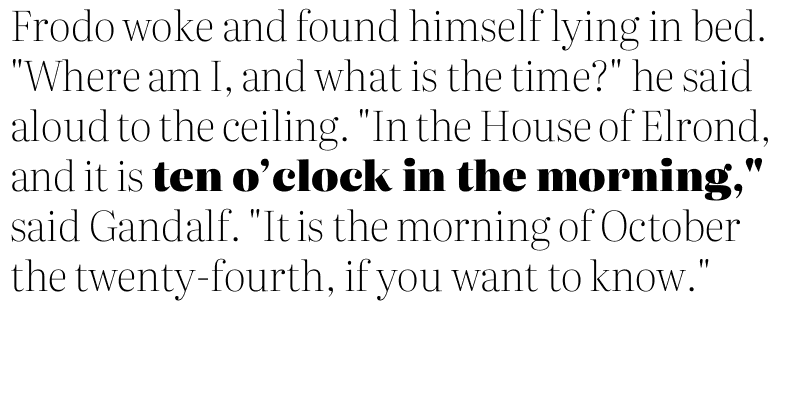 Frodo woke and found himself lying in bed.
"Where am I, and what is the time?" he said
aloud to the ceiling. "In the House of Elrond,
and it is ten o’clock in the morning,"
said Gandalf. "It is the morning of October
the twenty-fourth, if you want to know."